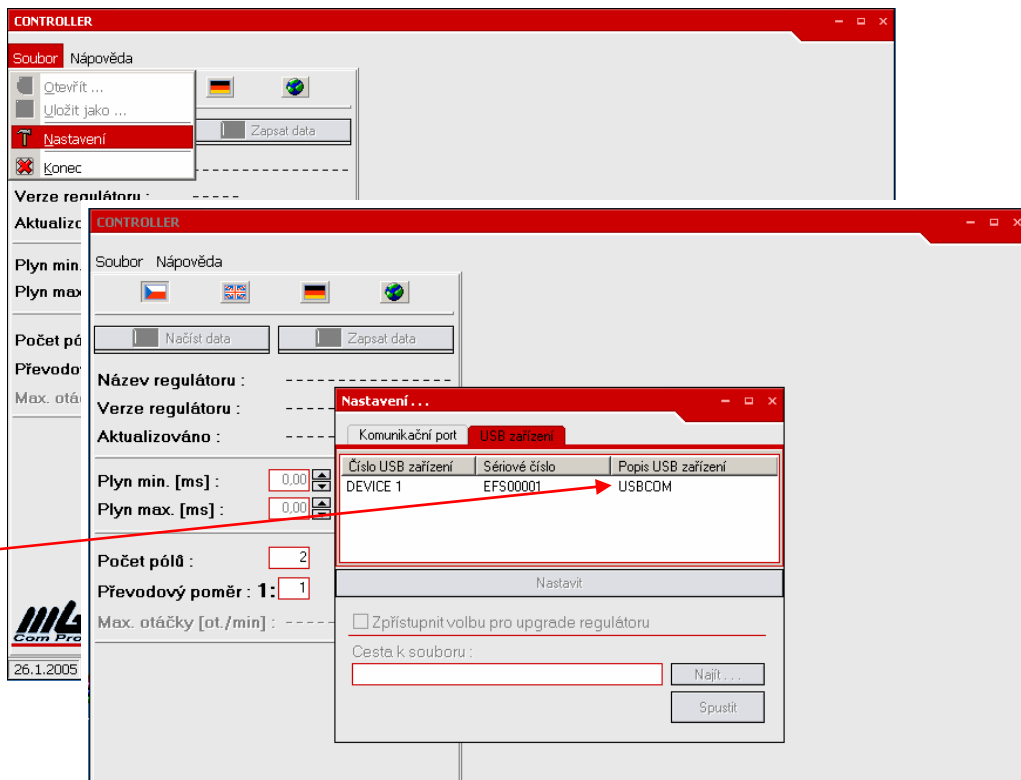 CONTROLLER
Soubor Nápověda
Otevřít ...
Uložit jako ...
Zapsat data
Nastavení
Konec
Verze regulátoru : -----
Plyn min.
Plyn max
Com Pro
26.1.2005
CONTROLLER
Soubor Nápověda
Načíst data Zapsat data
Název regulátoru :
Verze regulátoru :
Aktualizováno :
Plyn min. [ms] : 0,00
Plyn max. [ms] : 0,00
Počet pólů : 2
Převodový poměr : 1: 1
Max. otáčky [ot./min] :
Nastavení . . .
Komunikační port USB zařízení
Číslo USB zařízení Sériové číslo Popis USB zařízení
DEVICE 1 EFS00001 USBCOM
Nastavit
Zpřístupnit volbu pro upgrade regulátoru
Cesta k souboru :
Najít . . .
Spustit